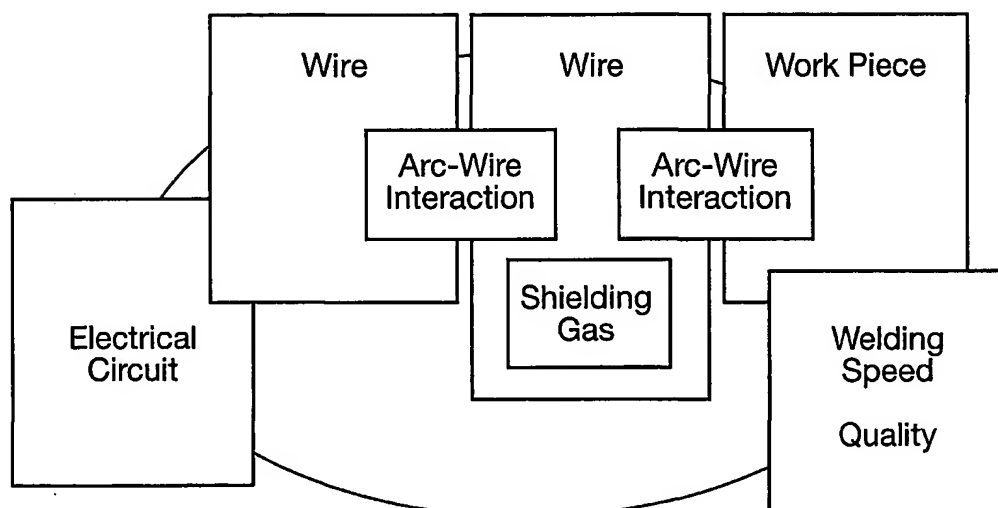 Wire
Wire
Work Piece
Arc-Wire
Interaction
Arc-Wire
Interaction
Shielding
Gas
Electrical
Circuit
Welding
Speed
Quality